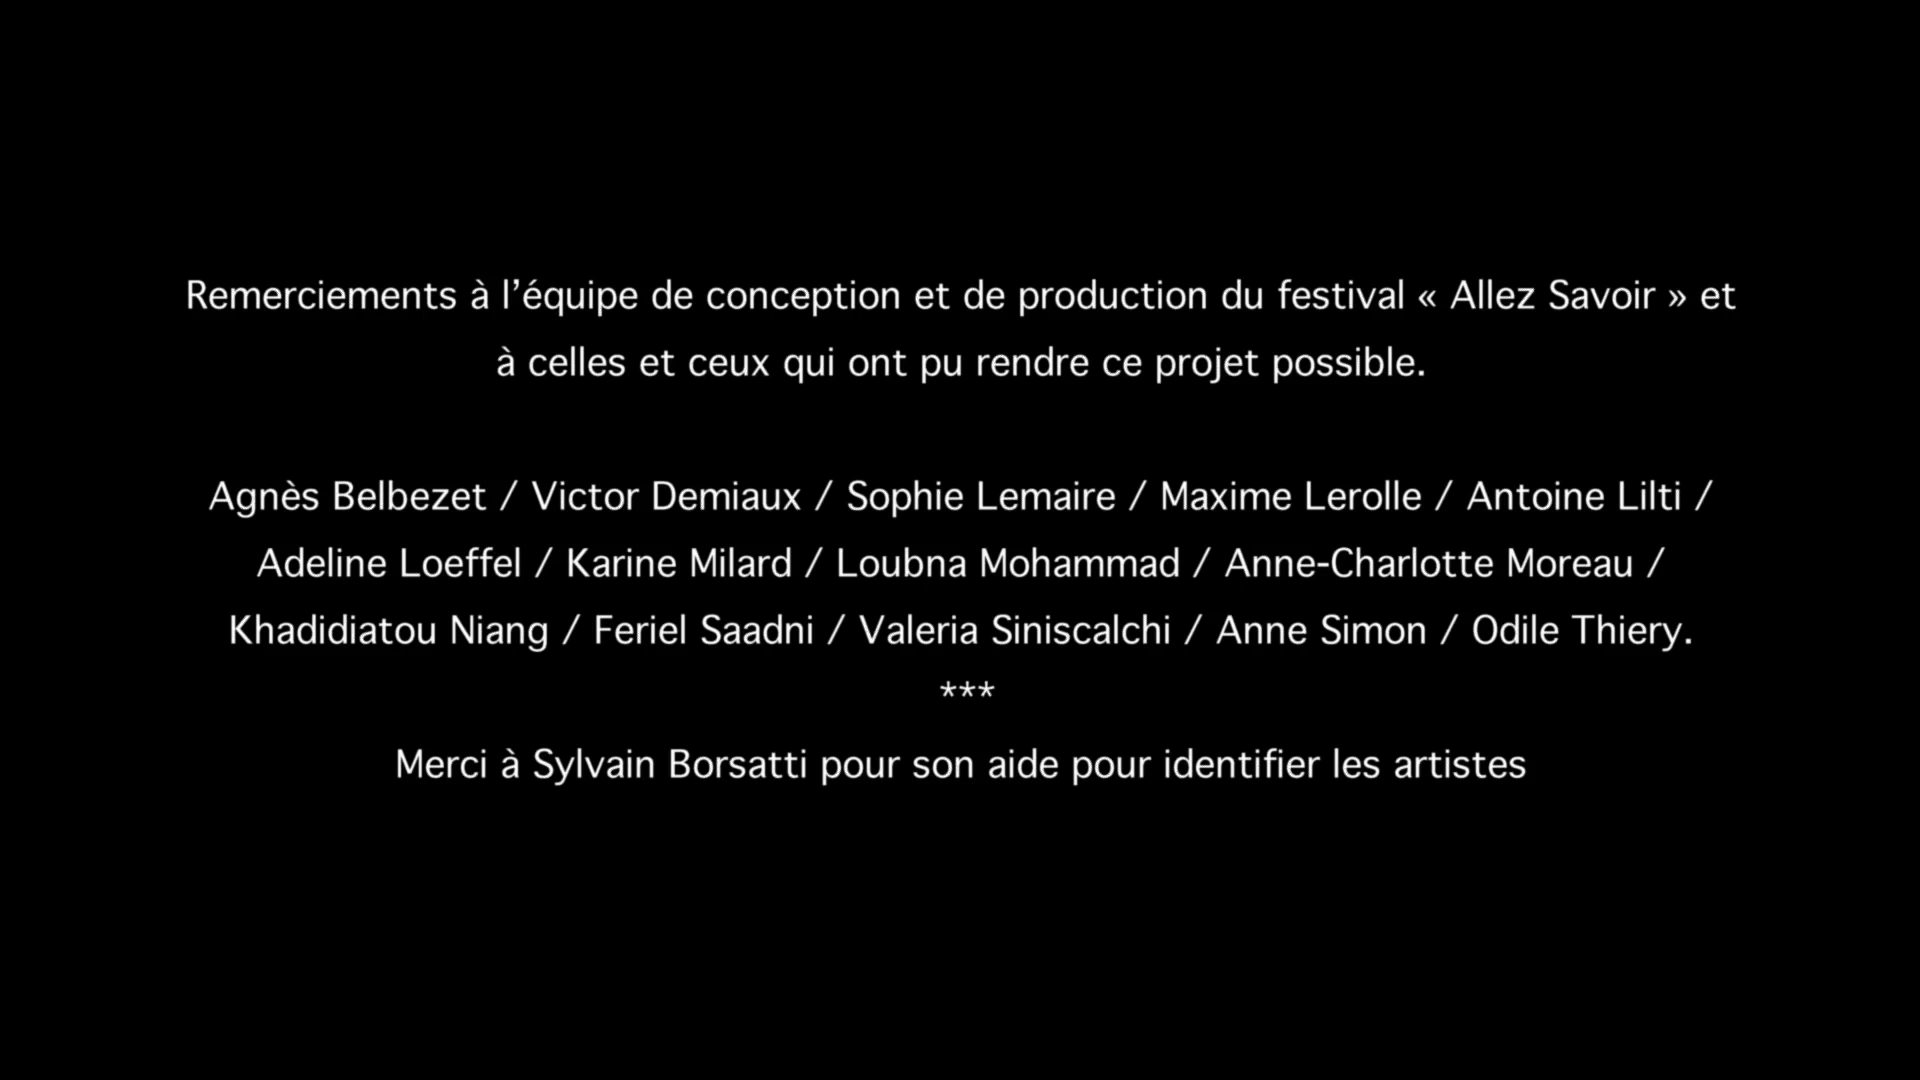 Remerciements à l’équipe de conception et de production du festival « Allez Savoir » et
à celles et ceux qui ont pu rendre ce projet possible.
Agnès Belbezet / Victor Demiaux / Sophie Lemaire / Maxime Lerolle / Antoine Lilti /
Adeline Loeffel / Karine Milard / Loubna Mohammad / Anne-Charlotte Moreau /
Khadidiatou Niang / Feriel Saadni / Valeria Siniscalchi / Anne Simon / Odile Thiery.
***
Merci à Sylvain Borsatti pour son aide pour identifier les artistes